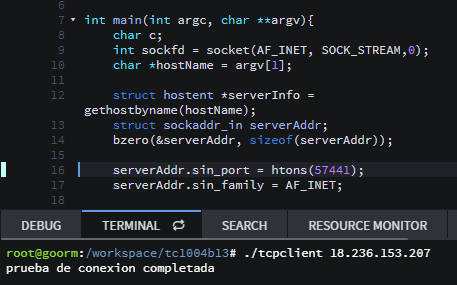 6
7 int main(int argc, char **argv){
8 char c;
9 int sockfd = socket(AF_INET, SOCK_STREAM,0);
10 char *hostName = argv[1];
11
12 struct hostent *serverInfo =
gethostbyname(hostName);
13 struct sockaddr_in serverAddr;
14 bzero(&serverAddr, sizeof(serverAddr));
15
16 serverAddr.sin_port = htons(57441);
17 serverAddr.sin_family = AF_INET;
18
DEBUG TERMINAL SEARCH RESOURCE MONITOR
root@goorm:/workspace/tcl004b13# ./tcpclient 18.236.153.207
prueba de conexion completada